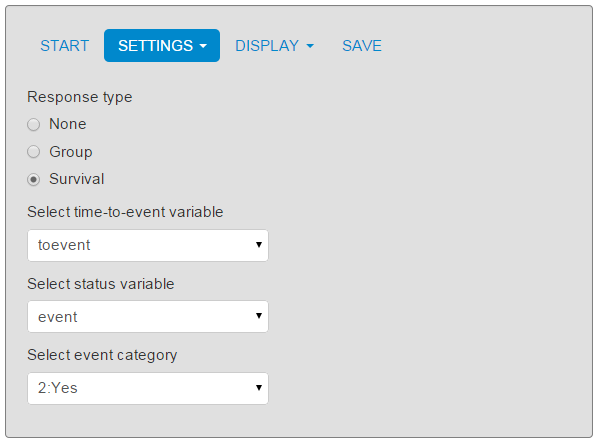 START SETTINGS DISPLAY SAVE
Response type
None
Group
Survival
Select time-to-event variable
toevent
Select status variable
event
Select event category
2:Yes